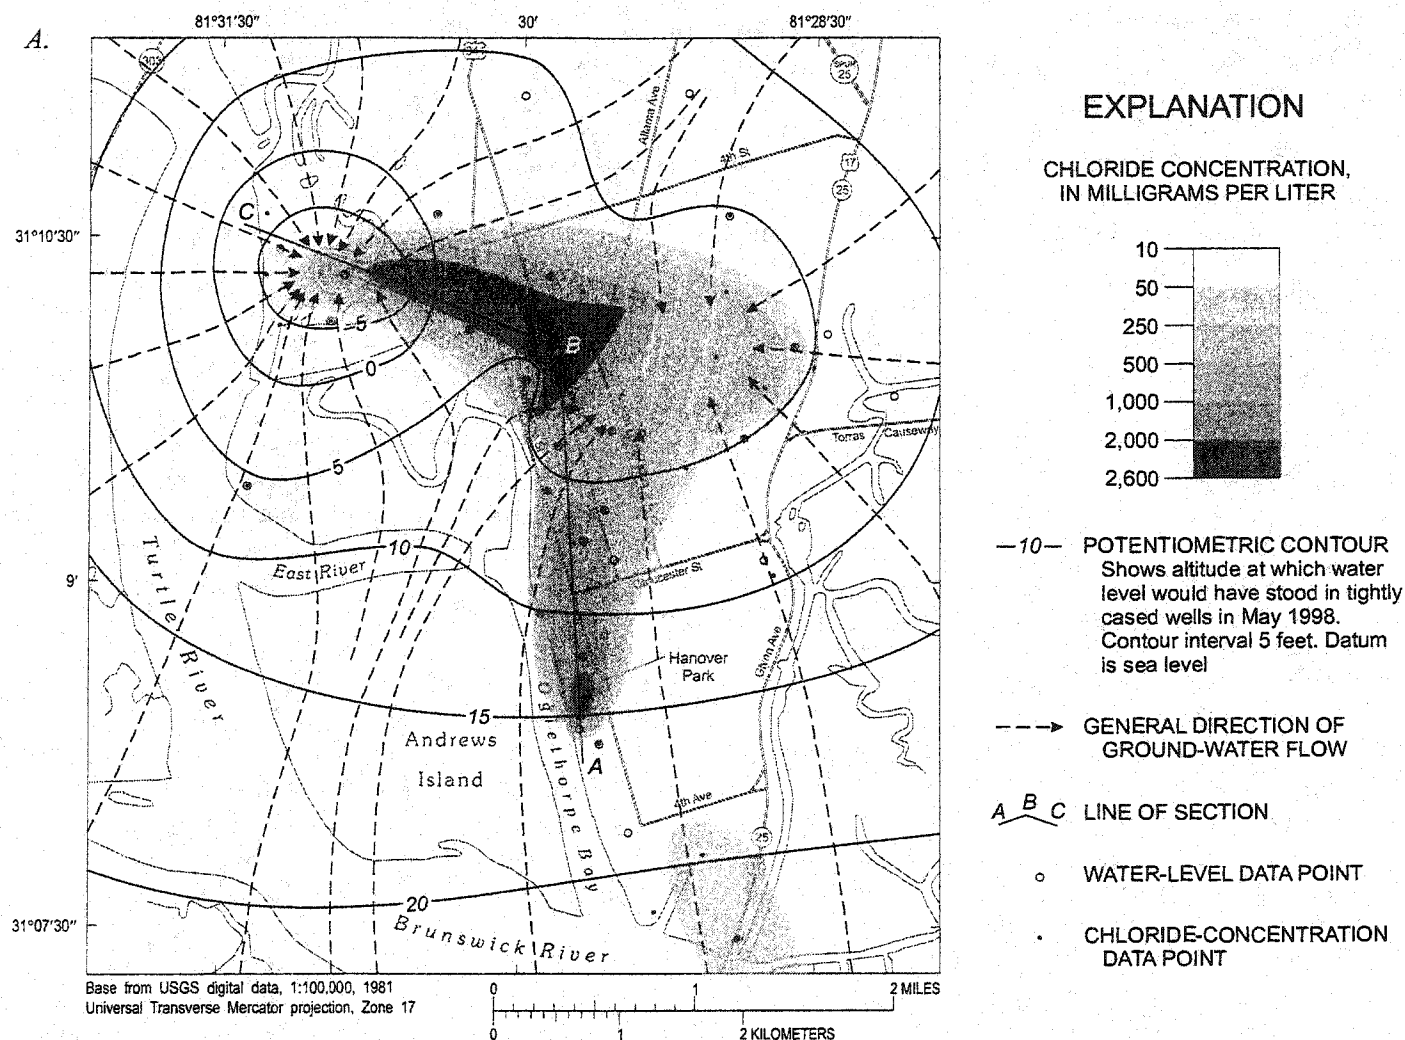 A.
81°31'30"
30'
81°28'30"
303
SPUR
25
Altama Ave
4th St
17
25
C
31°10'30"
-5
B
0
5
Torras Causeway
10
East River
Gloucester St
9'
Turtle River
Glynn Ave
Hanover
Park
15
Andrews
Island
Oglethorpe Bay
A
4th Ave
25
20
Brunswick River
31°07'30"
Base from USGS digital data, 1:100,000, 1981
Universal Transverse Mercator projection, Zone 17
0 1 2 MILES
0 1 2 KILOMETERS
EXPLANATION
CHLORIDE CONCENTRATION,
IN MILLIGRAMS PER LITER
10
50
250
500
1,000
2,000
2,600
—10— POTENTIOMETRIC CONTOUR
Shows altitude at which water
level would have stood in tightly
cased wells in May 1998.
Contour interval 5 feet. Datum
is sea level
GENERAL DIRECTION OF
GROUND-WATER FLOW
A B C LINE OF SECTION
WATER-LEVEL DATA POINT
CHLORIDE-CONCENTRATION
DATA POINT